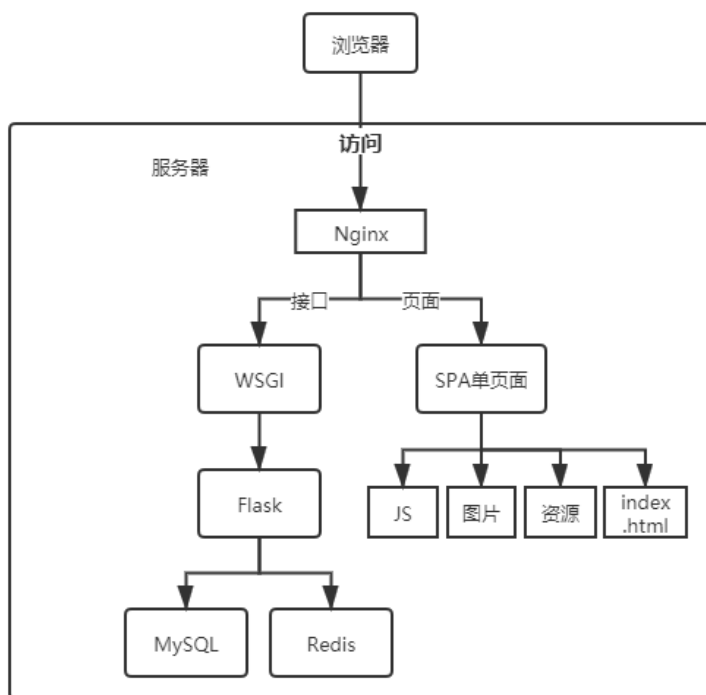 浏览器
访问
服务器
Nginx
接口
页面
WSGI
SPA单页面
Flask
JS
图片
资源
index
.html
MySQL
Redis